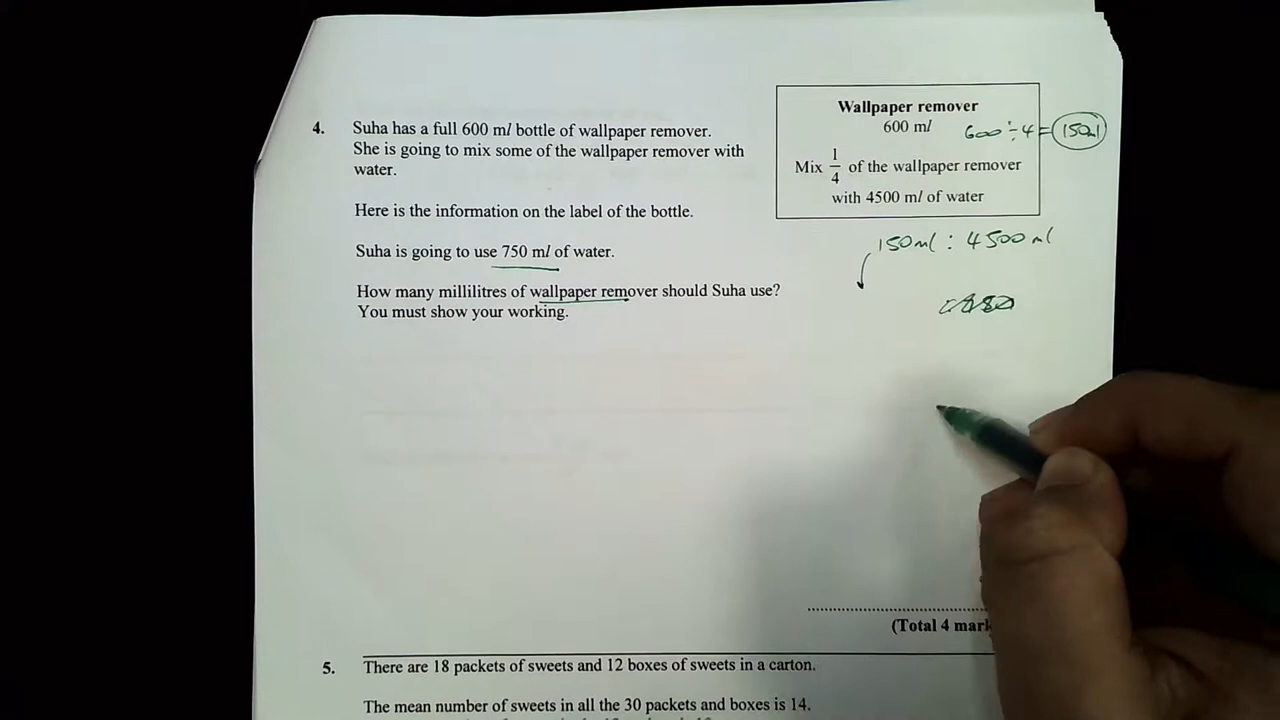 4.
Suha has a full 600 ml bottle of wallpaper remover.
She is going to mix some of the wallpaper remover with
water.
Here is the information on the label of the bottle.
Suha is going to use 750 ml of water.
How many millilitres of wallpaper remover should Suha use?
You must show your working.
Wallpaper remover
600 ml
600 ÷ 4 = 150ml
Mix 1/4 of the wallpaper remover
with 4500 ml of water
150ml : 4500ml
(Total 4 mark
5.
There are 18 packets of sweets and 12 boxes of sweets in a carton.
The mean number of sweets in all the 30 packets and boxes is 14.